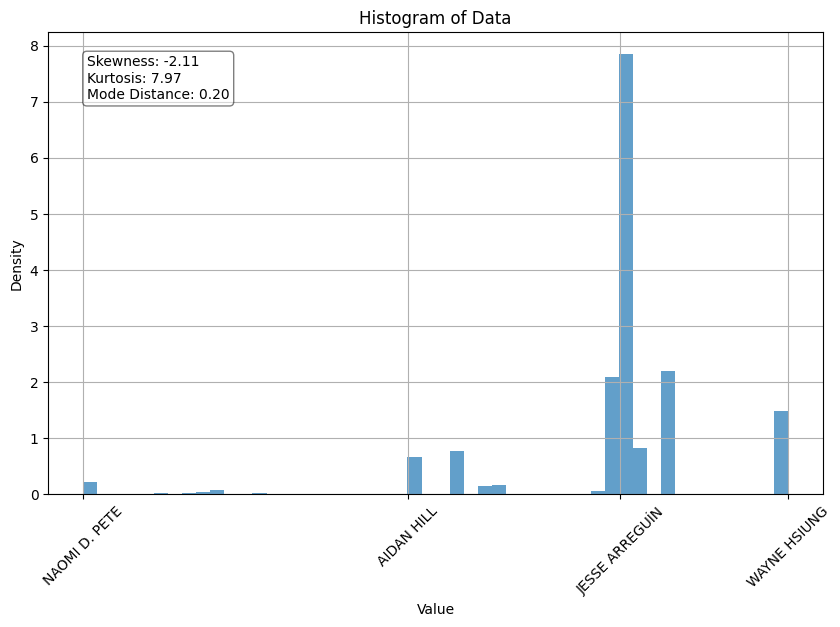 Histogram of Data
Skewness: -2.11
Kurtosis: 7.97
Mode Distance: 0.20
8
7
6
5
4
3
2
1
0
Density
NAOMI D. PETE
AIDAN HILL
JESSE ARREGUÍN
WAYNE HSIUNG
Value